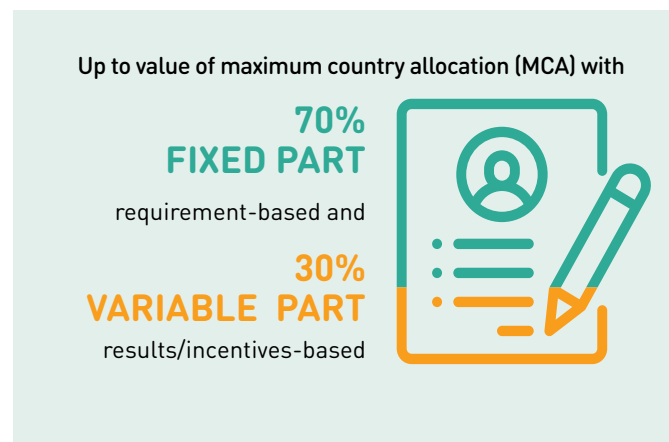 Up to value of maximum country allocation (MCA) with
70%
FIXED PART
requirement-based and
30%
VARIABLE PART
results/incentives-based